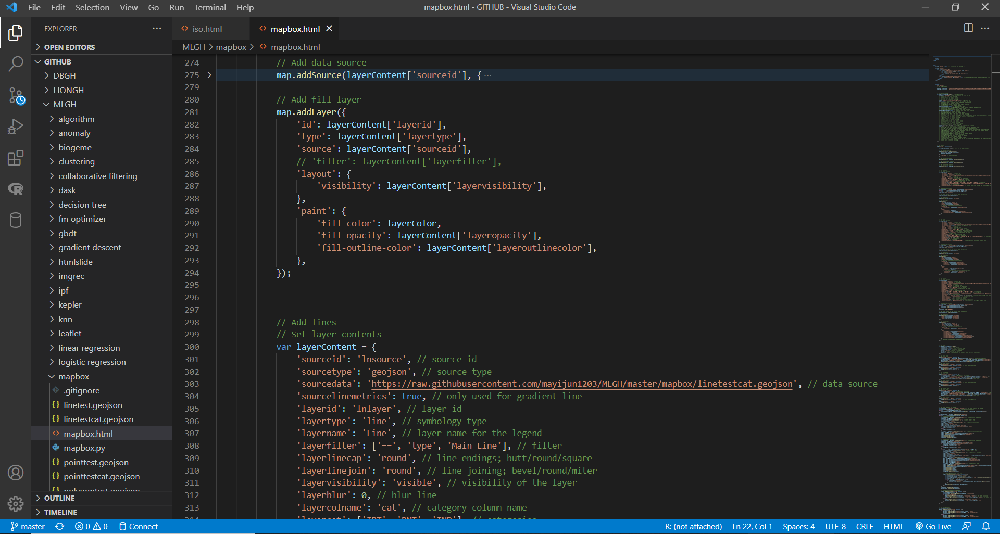 File Edit Selection View Go Run Terminal Help
mapbox.html - GITHUB - Visual Studio Code
EXPLORER
OPEN EDITORS
GITHUB
DBGH
LIONGH
MLGH
algorithm
anomaly
biogeme
clustering
collaborative filtering
dask
decision tree
fm optimizer
gbdt
gradient descent
htmlslide
imgrec
ipf
kepler
knn
leaflet
linear regression
logistic regression
mapbox
.gitignore
linetest.geojson
linetestcat.geojson
mapbox.html
mapbox.py
pointtest.geojson
pointtestcat.geojson
polygontest.geojson
OUTLINE
TIMELINE
iso.html
mapbox.html
MLGH > mapbox > mapbox.html
274 // Add data source
275 map.addSource(layerContent['sourceid'], { ···
279
280 // Add fill layer
281 map.addLayer({
282 'id': layerContent['layerid'],
283 'type': layerContent['layertype'],
284 'source': layerContent['sourceid'],
285 // 'filter': layerContent['layerfilter'],
286 'layout': {
287 'visibility': layerContent['layervisibility'],
288 },
289 'paint': {
290 'fill-color': layerColor,
291 'fill-opacity': layerContent['layeropacity'],
292 'fill-outline-color': layerContent['layeroutlinecolor'],
293 },
294 });
295
296
297
298 // Add lines
299 // Set layer contents
300 var layerContent = {
301 'sourceid': 'lnsource', // source id
302 'sourcetype': 'geojson', // source type
303 'sourcedata': 'https://raw.githubusercontent.com/mayijun1203/MLGH/master/mapbox/linetestcat.geojson', // data source
304 'sourcelinemetrics': true, // only used for gradient line
305 'layerid': 'lnlayer', // layer id
306 'layertype': 'line', // symbology type
307 'layername': 'Line', // layer name for the legend
308 'layerfilter': ['==', 'type', 'Main Line'], // filter
309 'layerlinecap': 'round', // line endings; butt/round/square
310 'layerlinejoin': 'round', // line joining; bevel/round/miter
311 'layervisibility': 'visible', // visibility of the layer
312 'layerblur': 0, // blur line
313 'layercolname': 'cat', // category column name
master
0 0
Connect
R: (not attached)
Ln 22, Col 1
Spaces: 4
UTF-8
CRLF
HTML
Go Live